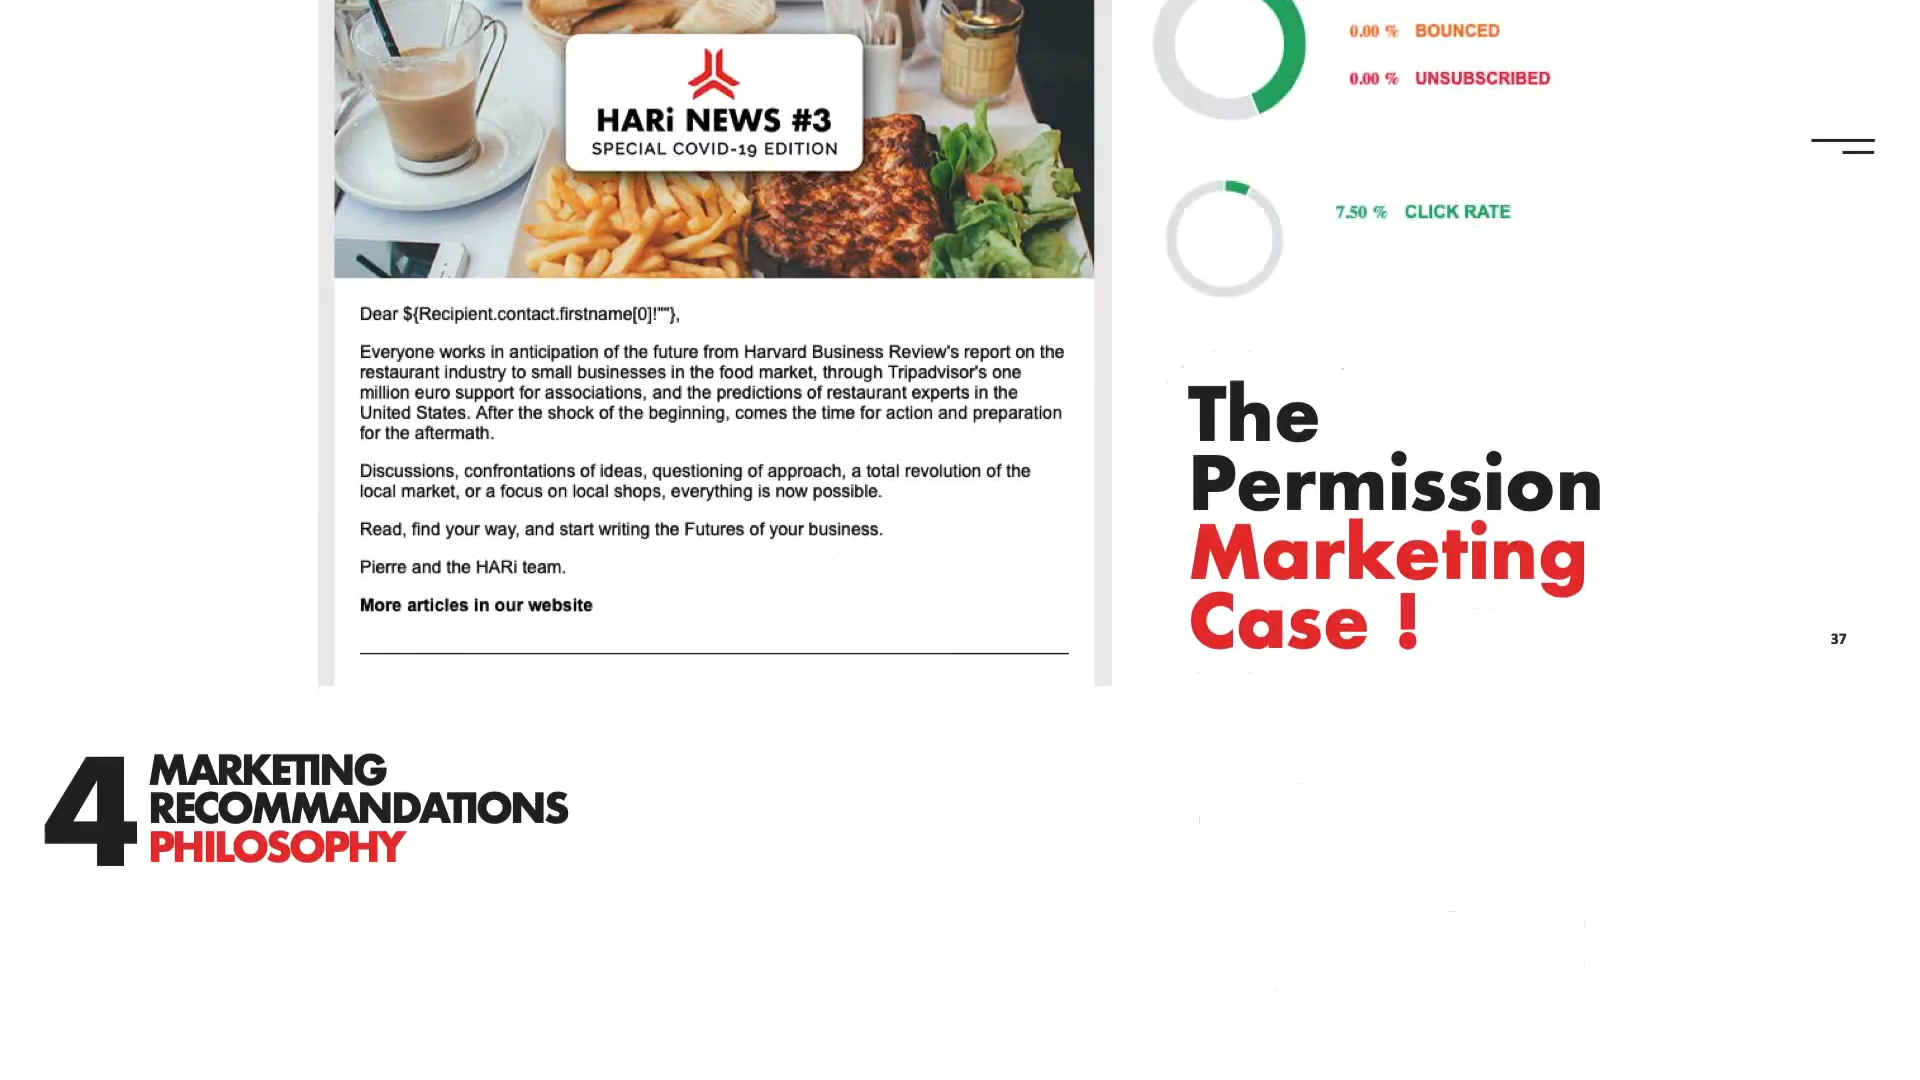 HARi NEWS #3
SPECIAL COVID-19 EDITION
Dear ${Recipient.contact.firstname[0]!""},
Everyone works in anticipation of the future from Harvard Business Review's report on the
restaurant industry to small businesses in the food market, through Tripadvisor's one
million euro support for associations, and the predictions of restaurant experts in the
United States. After the shock of the beginning, comes the time for action and preparation
for the aftermath.
Discussions, confrontations of ideas, questioning of approach, a total revolution of the
local market, or a focus on local shops, everything is now possible.
Read, find your way, and start writing the Futures of your business.
Pierre and the HARi team.
More articles in our website
0.00 % BOUNCED
0.00 % UNSUBSCRIBED
7.50 % CLICK RATE
The
Permission
Marketing
Case !
37
4
MARKETING
RECOMMANDATIONS
PHILOSOPHY